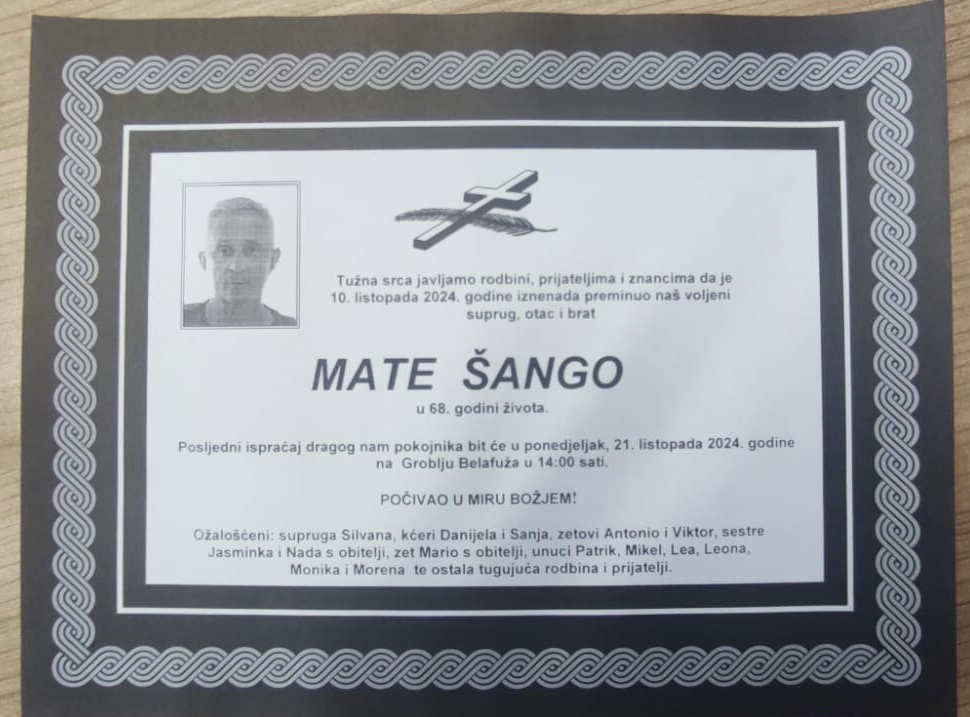 Tužna srca javljamo rodbini, prijateljima i znancima da je
10. listopada 2024. godine iznenada preminuo naš voljeni
suprug, otac i brat
MATE ŠANGO
u 68. godini života.
Posljedni ispraćaj dragog nam pokojnika bit će u ponedjeljak, 21. listopada 2024. godine
na Groblju Belafuža u 14:00 sati.
POČIVAO U MIRU BOŽJEM!
Ožalošćeni: supruga Silvana, kćeri Danijela i Sanja, zetovi Antonio i Viktor, sestre
Jasminka i Nada s obitelji, zet Mario s obitelji, unuci Patrik, Mikel, Lea, Leona,
Monika i Morena te ostala tugujuća rodbina i prijatelji.